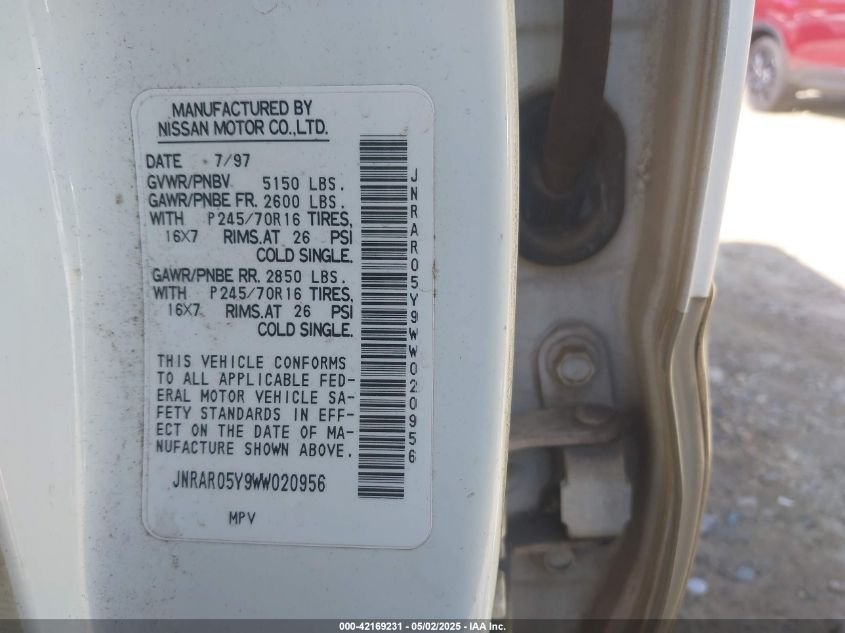 MANUFACTURED BY
NISSAN MOTOR CO.,LTD.
DATE 7/97
GVWR/PNBV 5150 LBS.
GAWR/PNBE FR. 2600 LBS.
WITH P245/70R16 TIRES,
16X7 RIMS.AT 26 PSI
COLD SINGLE.
GAWR/PNBE RR. 2850 LBS.
WITH P245/70R16 TIRES,
16X7 RIMS.AT 26 PSI
COLD SINGLE.
THIS VEHICLE CONFORMS
TO ALL APPLICABLE FED-
ERAL MOTOR VEHICLE SA-
FETY STANDARDS IN EFF-
ECT ON THE DATE OF MA-
NUFACTURE SHOWN ABOVE.
JNRAR05Y9WW020956
MPV
JNRAR05Y9WW020956
000-42169231 - 05/02/2025 - IAA Inc.